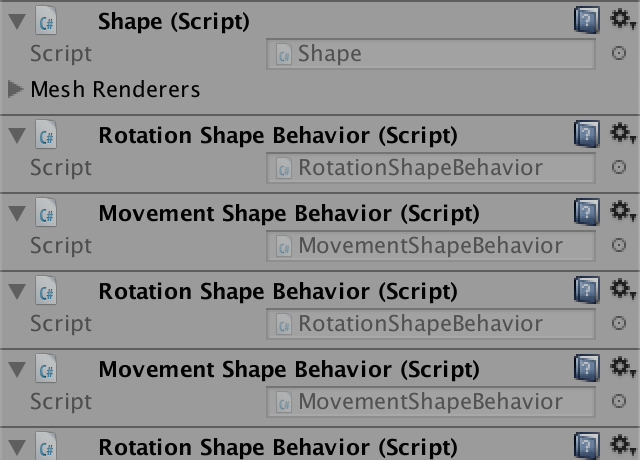 Shape (Script)
Script Shape
Mesh Renderers
Rotation Shape Behavior (Script)
Script RotationShapeBehavior
Movement Shape Behavior (Script)
Script MovementShapeBehavior
Rotation Shape Behavior (Script)
Script RotationShapeBehavior
Movement Shape Behavior (Script)
Script MovementShapeBehavior
Rotation Shape Behavior (Script)